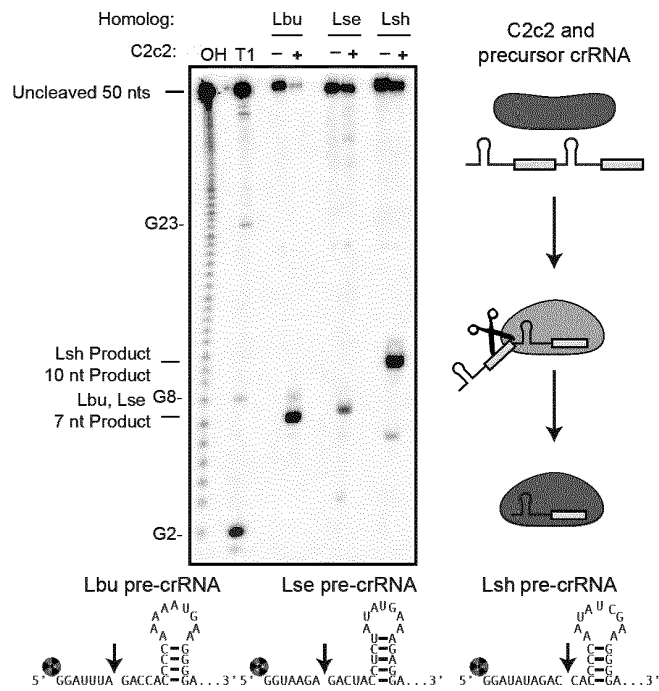 Homolog: Lbu Lse Lsh
C2c2: − + − + − +
OH T1
Uncleaved 50 nts
G23-
Lsh Product
10 nt Product
G8-
Lbu, Lse
7 nt Product
G2-
C2c2 and
precursor crRNA
Lbu pre-crRNA Lse pre-crRNA Lsh pre-crRNA
5' GGAUUUA GACCAC GA...3' 5' GGUAAGA GACUAC GA...3' 5' GGAUAUAGAC CAC GA...3'